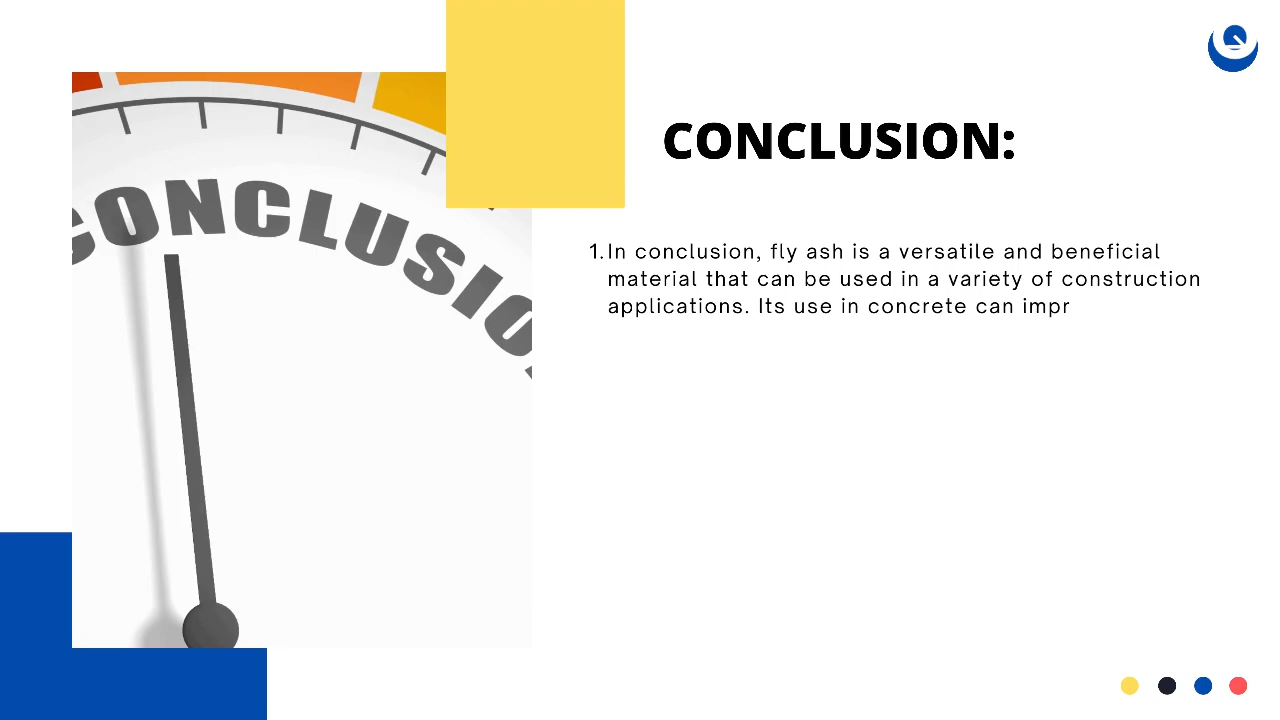 CONCLUSION
CONCLUSION:
1. In conclusion, fly ash is a versatile and beneficial
material that can be used in a variety of construction
applications. Its use in concrete can impr